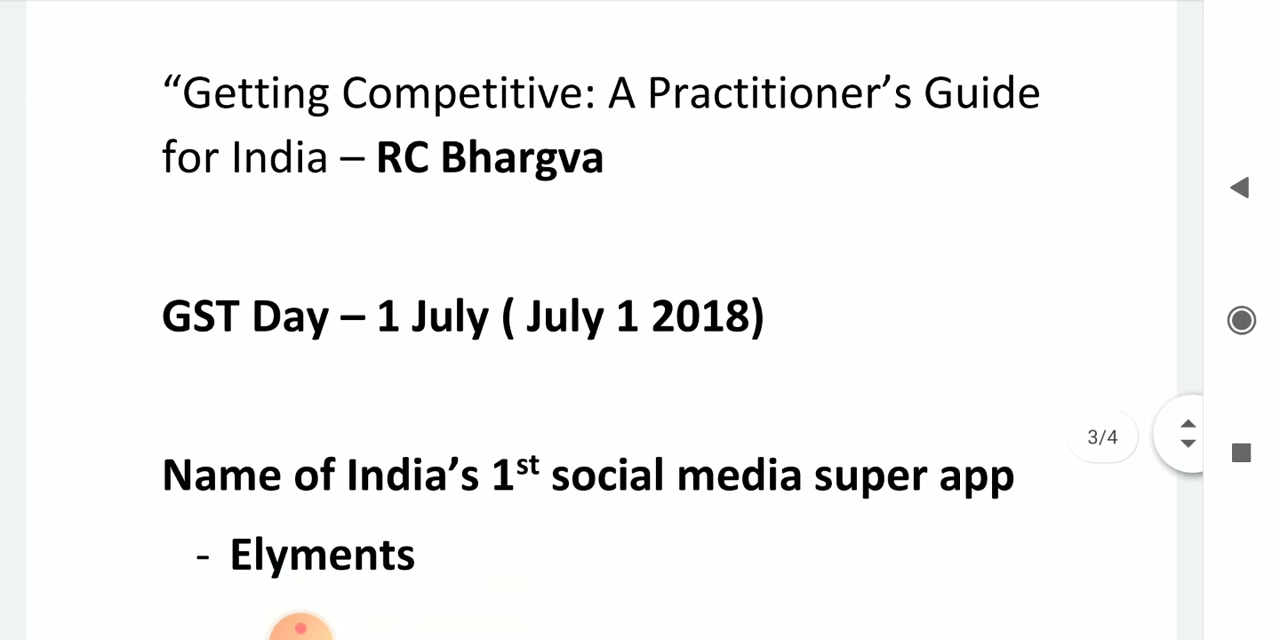 “Getting Competitive: A Practitioner’s Guide
for India – RC Bhargva
GST Day – 1 July ( July 1 2018)
3/4
Name of India’s 1st social media super app
- Elyments